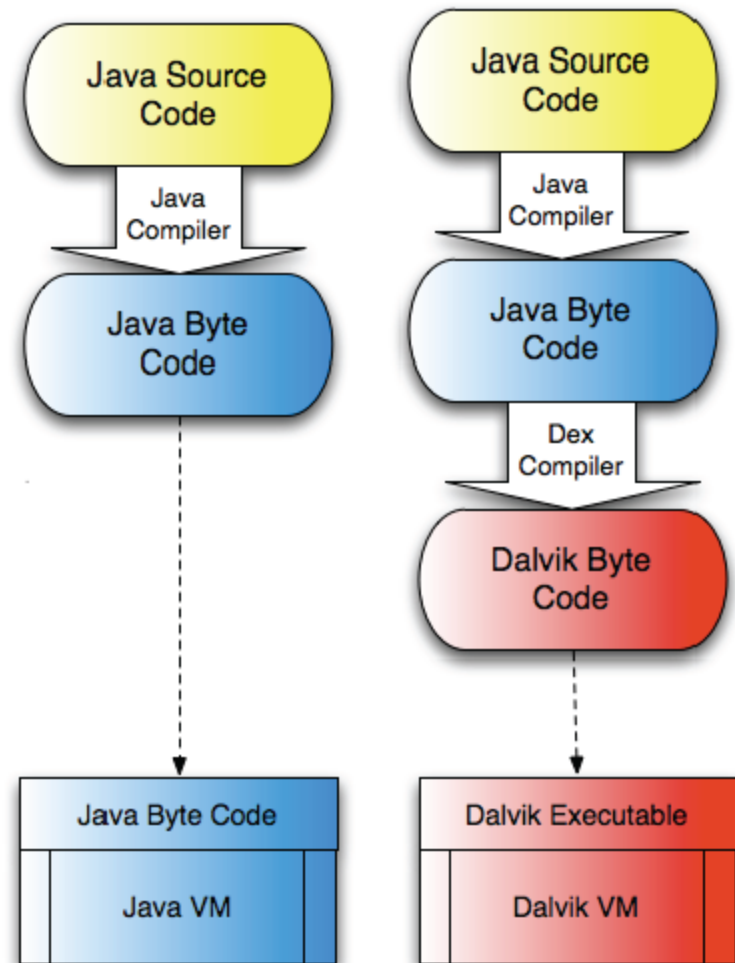 Java Source
Code
Java
Compiler
Java Byte
Code
Java Byte Code
Java VM
Java Source
Code
Java
Compiler
Java Byte
Code
Dex
Compiler
Dalvik Byte
Code
Dalvik Executable
Dalvik VM